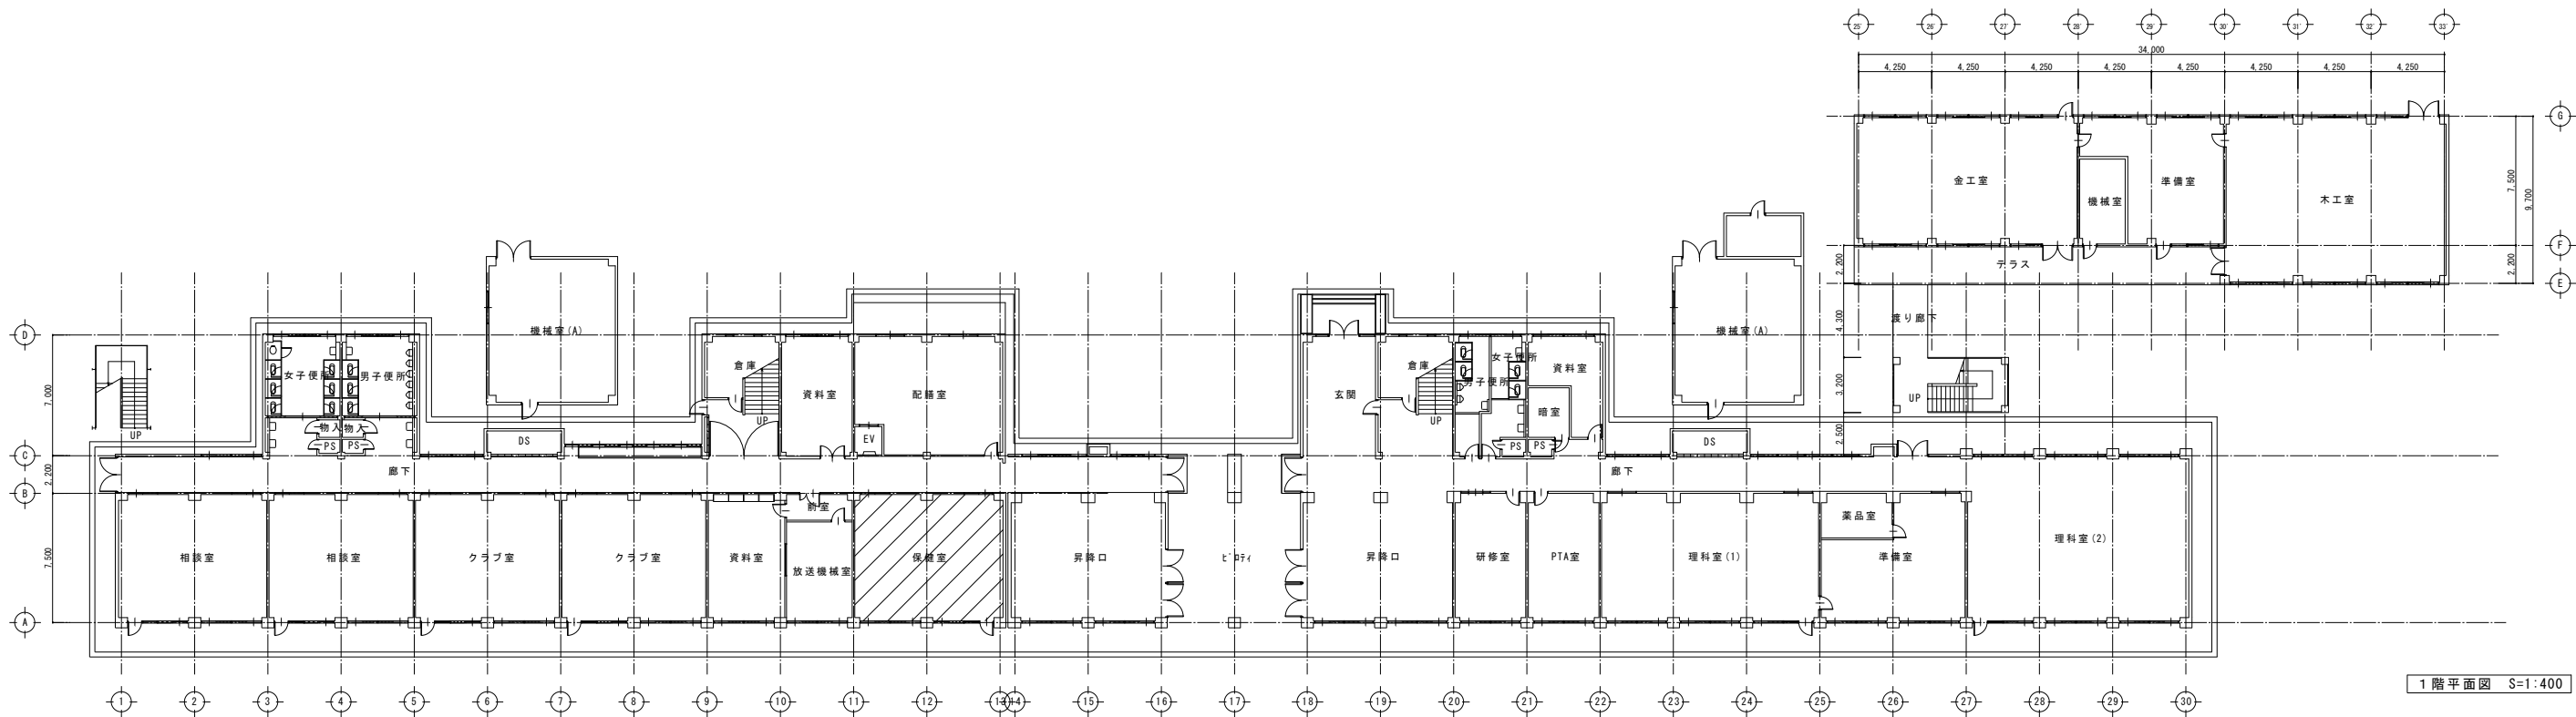 25' 26' 27' 28' 29' 30' 31' 32' 33'
34,000
4,250 4,250 4,250 4,250 4,250 4,250 4,250 4,250
G
金工室 準備室 木工室
機械室
7,500 9,700
F
テラス
2,200 2,200
E
機械室(A) 機械室(A)
渡り廊下
4,300
D
倉庫 倉庫 女子便所
女子便所 男子便所 資料室 配膳室 玄関 男子便所 資料室
7,000 3,200
UP
暗室
UP UP UP
物入 物入
PS PS DS EV PS PS DS
2,500
C
廊下 廊下
2,200
B
前室
薬品室
相談室 相談室 クラブ室 クラブ室 資料室 保健室 昇降口 ピロティ 昇降口 研修室 PTA室 理科室(1) 準備室 理科室(2)
放送機械室
7,500
A
1 2 3 4 5 6 7 8 9 10 11 12 13 14 15 16 17 18 19 20 21 22 23 24 25 26 27 28 29 30
1階平面図 S=1:400